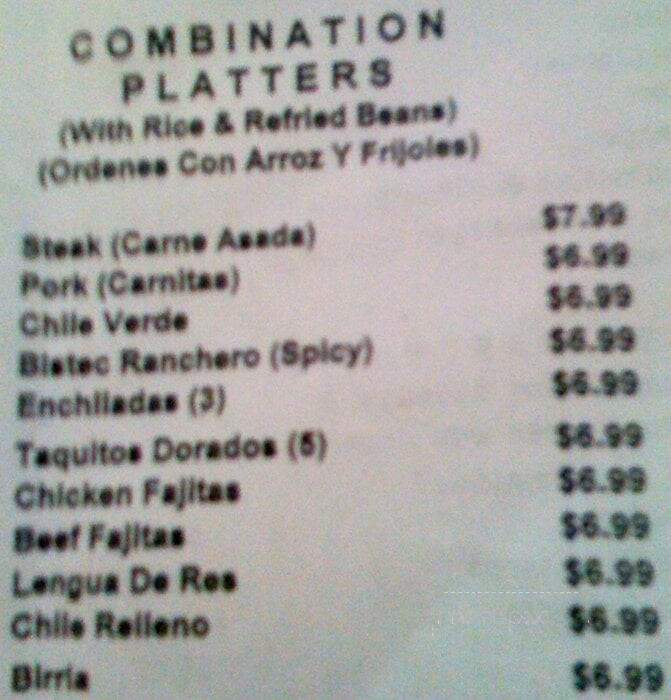 COMBINATION
PLATTERS
(With Rice & Refried Beans)
(Ordenes Con Arroz Y Frijoles)
Steak (Carne Asada) $7.99
Pork (Carnitas) $6.99
Chile Verde $6.99
Bistec Ranchero (Spicy) $6.99
Enchiladas (3) $6.99
Taquitos Dorados (5) $6.99
Chicken Fajitas $6.99
Beef Fajitas $6.99
Lengua De Res $6.99
Chile Relleno $6.99
Birria $6.99